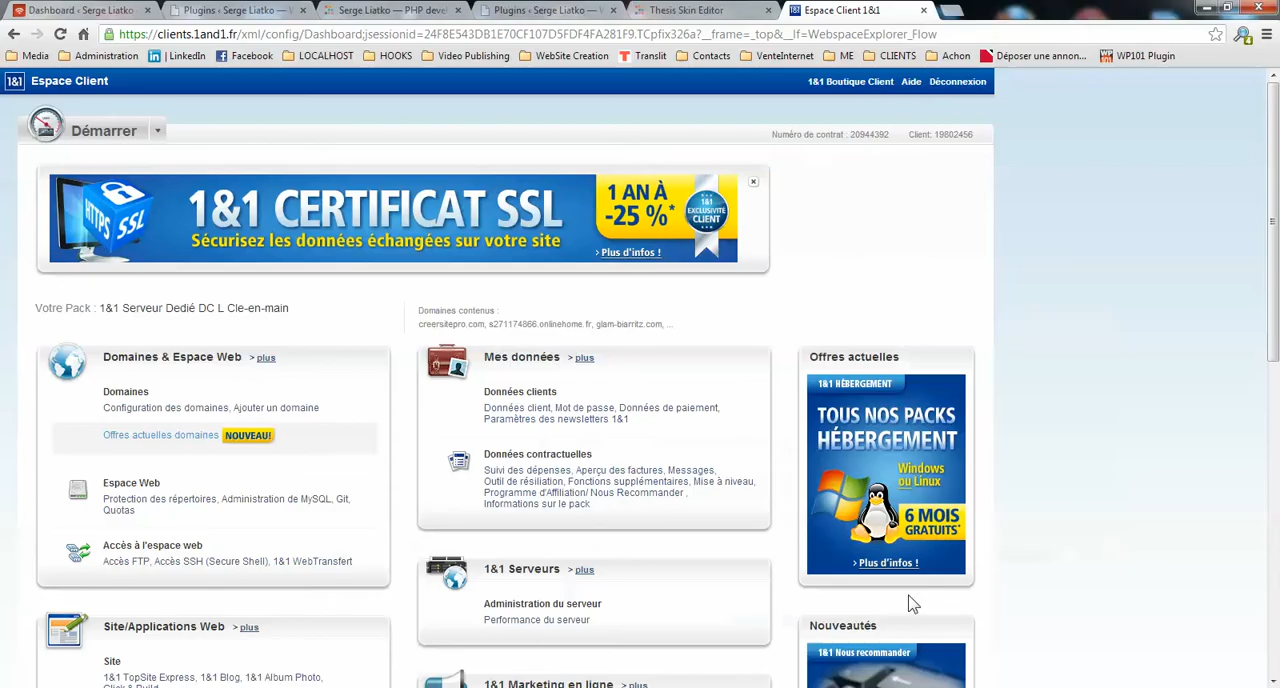 Dashboard ‹ Serge Liatko
Plugins ‹ Serge Liatko — W
Serge Liatko — PHP devel
Plugins ‹ Serge Liatko — W
Thesis Skin Editor
Espace Client 1&1
https://clients.1and1.fr/xml/config/Dashboard;jsessionid=24F8E543DB1E70CF107D5FDF4FA281F9.TCpfix326a?__frame=_top&__lf=WebspaceExplorer_Flow
Media
Administration
LinkedIn
Facebook
LOCALHOST
HOOKS
Video Publishing
WebSite Creation
Translit
Contacts
VenteInternet
ME
CLIENTS
Achon
Déposer une annon...
WP101 Plugin
1&1 Espace Client
1&1 Boutique Client Aide Déconnexion
Démarrer
Numéro de contrat : 20944392 Client: 19802456
HTTPS SSL
1&1 CERTIFICAT SSL
Sécurisez les données échangées sur votre site
1 AN À
-25 %*
1&1
EXCLUSIVITÉ
CLIENT
› Plus d'infos !
Votre Pack : 1&1 Serveur Dedié DC L Cle-en-main
Domaines contenus :
creersitepro.com, s271174866.onlinehome.fr, glam-biarritz.com, ...
Domaines & Espace Web > plus
Domaines
Configuration des domaines, Ajouter un domaine
Offres actuelles domaines NOUVEAU!
Espace Web
Protection des répertoires, Administration de MySQL, Git,
Quotas
Accès à l'espace web
Accès FTP, Accès SSH (Secure Shell), 1&1 WebTransfert
Site/Applications Web > plus
Site
1&1 TopSite Express, 1&1 Blog, 1&1 Album Photo,
Click & Build
Mes données > plus
Données clients
Données client, Mot de passe, Données de paiement,
Paramètres des newsletters 1&1
Données contractuelles
Suivi des dépenses, Aperçu des factures, Messages,
Outil de résiliation, Fonctions supplémentaires, Mise à niveau,
Programme d'Affiliation/ Nous Recommander ,
Informations sur le pack
1&1 Serveurs > plus
Administration du serveur
Performance du serveur
1&1 Marketing en ligne > plus
Offres actuelles
1&1 HÉBERGEMENT
TOUS NOS PACKS
HÉBERGEMENT
Windows
ou Linux
6 MOIS
GRATUITS*
› Plus d'infos !
Nouveautés
1&1 Nous recommander